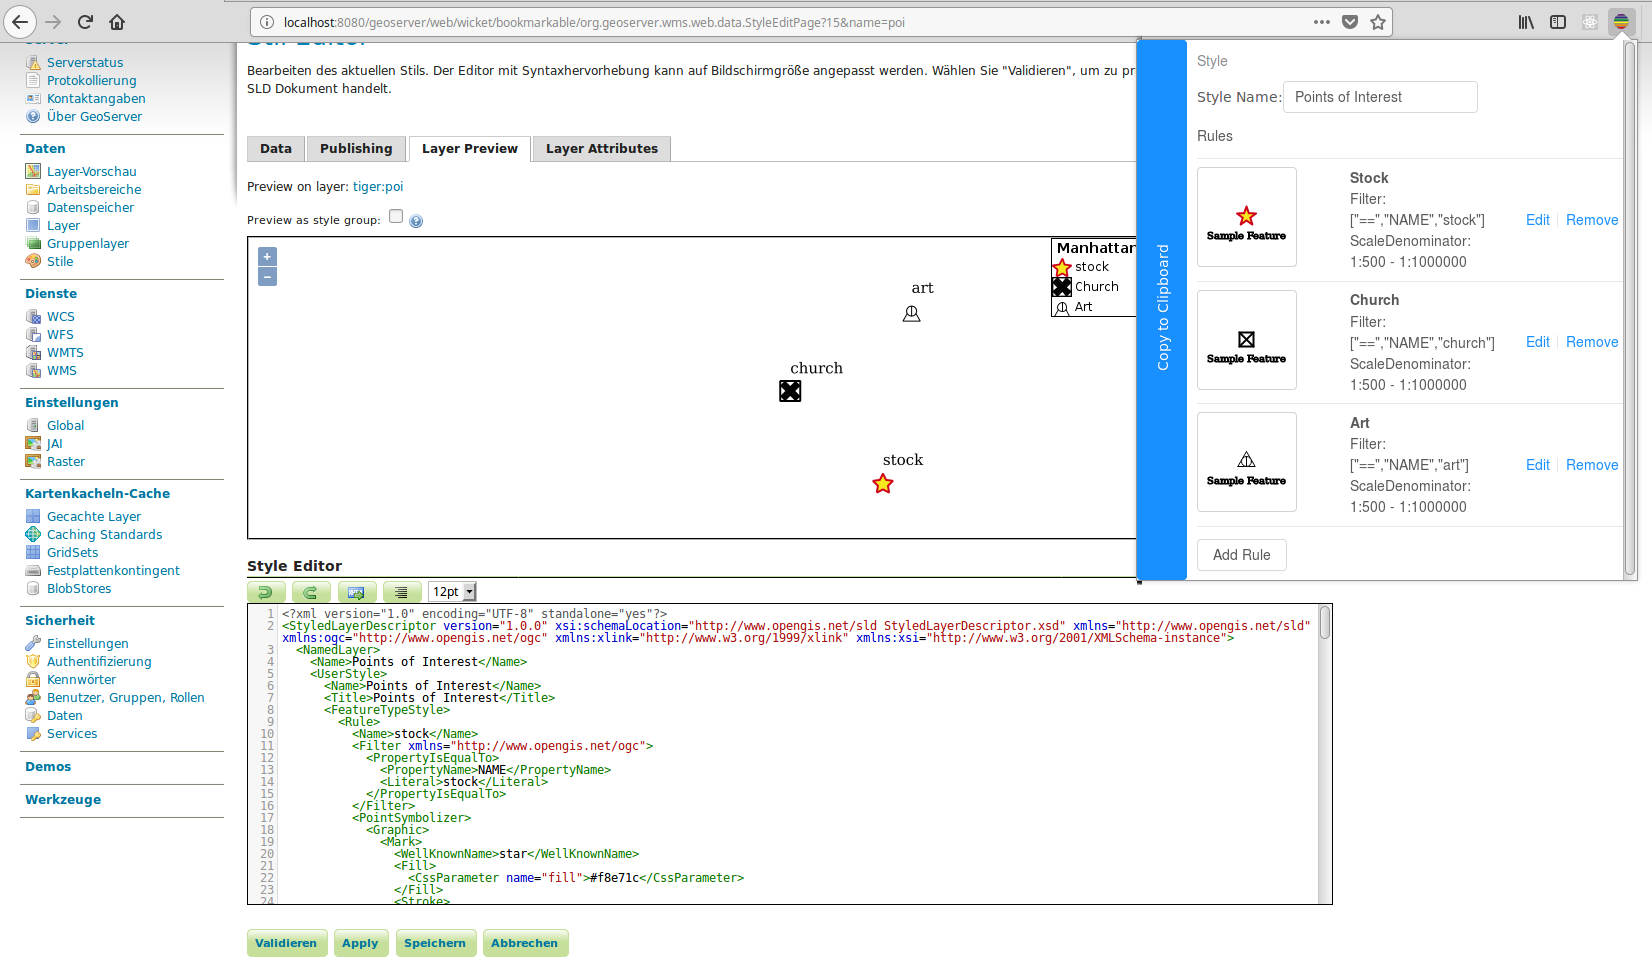 localhost:8080/geoserver/web/wicket/bookmarkable/org.geoserver.wms.web.data.StyleEditPage?15&name=poi
Serverstatus
Protokollierung
Kontaktangaben
Über GeoServer
Daten
Layer-Vorschau
Arbeitsbereiche
Datenspeicher
Layer
Gruppenlayer
Stile
Dienste
WCS
WFS
WMTS
WMS
Einstellungen
Global
JAI
Raster
Kartenkacheln-Cache
Gecachte Layer
Caching Standards
GridSets
Festplattenkontingent
BlobStores
Sicherheit
Einstellungen
Authentifizierung
Kennwörter
Benutzer, Gruppen, Rollen
Daten
Services
Demos
Werkzeuge
Bearbeiten des aktuellen Stils. Der Editor mit Syntaxhervorhebung kann auf Bildschirmgröße angepasst werden. Wählen Sie "Validieren", um zu pr
SLD Dokument handelt.
Data Publishing Layer Preview Layer Attributes
Preview on layer: tiger:poi
Preview as style group:
+
−
Manhattan
stock
Church
Art
art
church
stock
Style Editor
12pt
1 <?xml version="1.0" encoding="UTF-8" standalone="yes"?>
2 <StyledLayerDescriptor version="1.0.0" xsi:schemaLocation="http://www.opengis.net/sld StyledLayerDescriptor.xsd" xmlns="http://www.opengis.net/sld"
xmlns:ogc="http://www.opengis.net/ogc" xmlns:xlink="http://www.w3.org/1999/xlink" xmlns:xsi="http://www.w3.org/2001/XMLSchema-instance">
3 <NamedLayer>
4 <Name>Points of Interest</Name>
5 <UserStyle>
6 <Name>Points of Interest</Name>
7 <Title>Points of Interest</Title>
8 <FeatureTypeStyle>
9 <Rule>
10 <Name>stock</Name>
11 <Filter xmlns="http://www.opengis.net/ogc">
12 <PropertyIsEqualTo>
13 <PropertyName>NAME</PropertyName>
14 <Literal>stock</Literal>
15 </PropertyIsEqualTo>
16 </Filter>
17 <PointSymbolizer>
18 <Graphic>
19 <Mark>
20 <WellKnownName>star</WellKnownName>
21 <Fill>
22 <CssParameter name="fill">#f8e71c</CssParameter>
23 </Fill>
24 <Stroke>
Validieren Apply Speichern Abbrechen
Copy to Clipboard
Style
Style Name: Points of Interest
Rules
Sample Feature
Stock
Filter:
["==","NAME","stock"]
ScaleDenominator:
1:500 - 1:1000000
Edit Remove
Sample Feature
Church
Filter:
["==","NAME","church"]
ScaleDenominator:
1:500 - 1:1000000
Edit Remove
Sample Feature
Art
Filter:
["==","NAME","art"]
ScaleDenominator:
1:500 - 1:1000000
Edit Remove
Add Rule